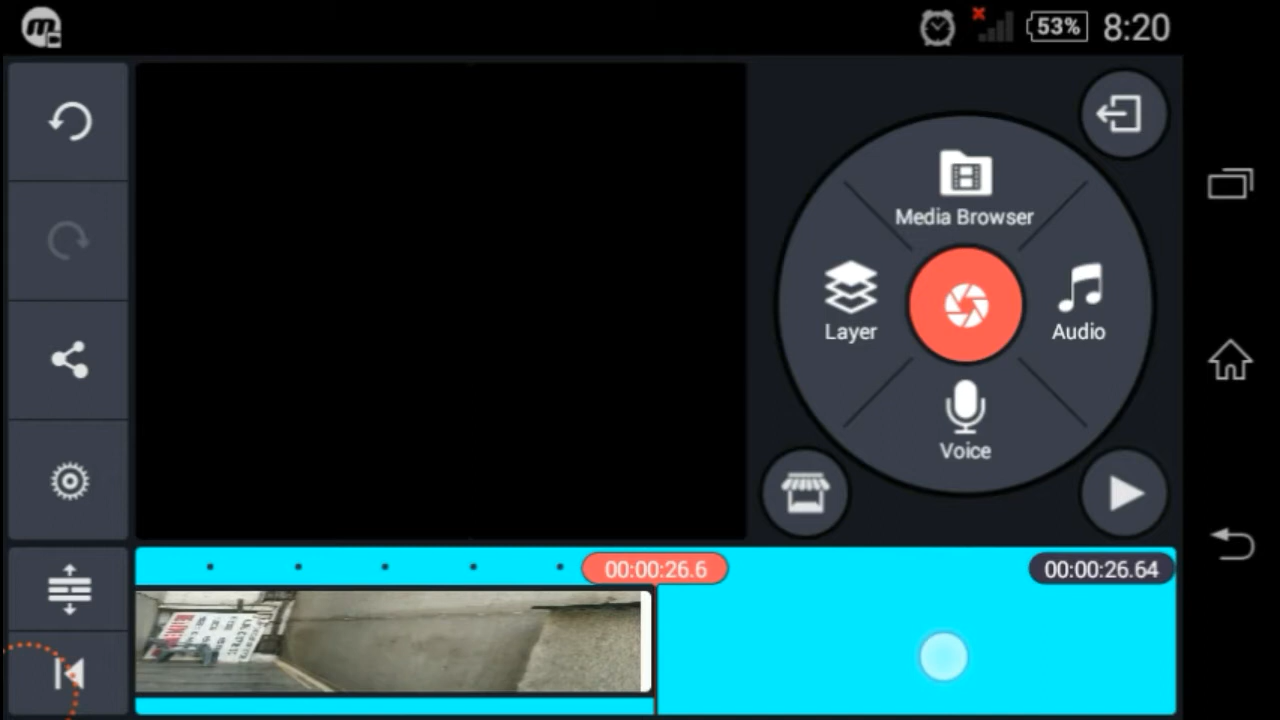 53%
8:20
Media Browser
Layer
Audio
Voice
00:00:26.6
00:00:26.64